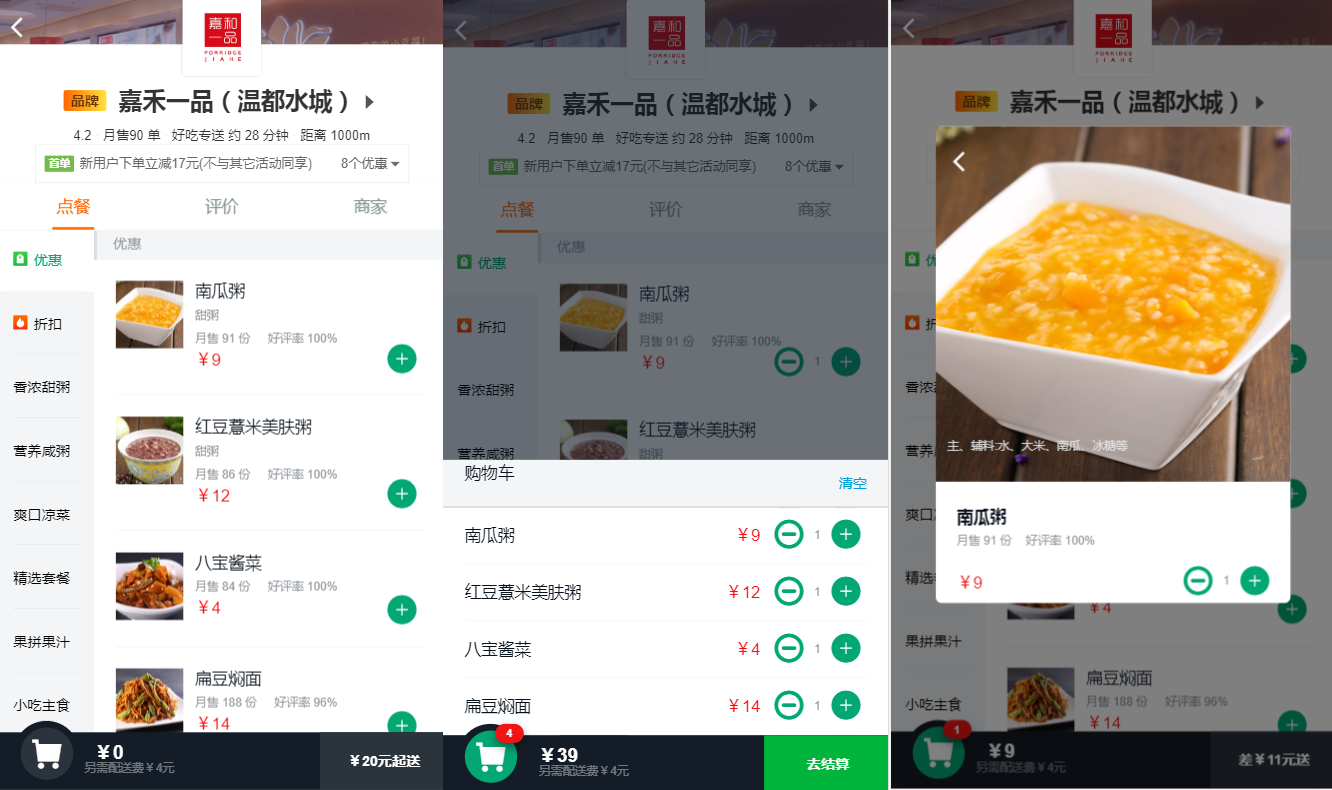 嘉和
一品
PORRIDGE
JIAHE
品牌 嘉禾一品（温都水城）
4.2 月售90 单 好吃专送 约 28 分钟 距离 1000m
首单 新用户下单立减17元(不与其它活动同享) 8个优惠
点餐 评价 商家
优惠
折扣
香浓甜粥
营养咸粥
爽口凉菜
精选套餐
果拼果汁
小吃主食
优惠
南瓜粥
甜粥
月售 91 份 好评率 100%
￥9
红豆薏米美肤粥
甜粥
月售 86 份 好评率 100%
￥12
八宝酱菜
月售 84 份 好评率 100%
￥4
扁豆焖面
月售 188 份 好评率 96%
￥14
￥0
另需配送费￥4元
￥20元起送
嘉和
一品
PORRIDGE
JIAHE
品牌 嘉禾一品（温都水城）
4.2 月售90 单 好吃专送 约 28 分钟 距离 1000m
首单 新用户下单立减17元(不与其它活动同享) 8个优惠
点餐 评价 商家
优惠
折扣
香浓甜粥
营养咸粥
优惠
南瓜粥
甜粥
月售 91 份 好评率 100%
￥9 1
红豆薏米美肤粥
甜粥
购物车 清空
南瓜粥 ￥9 1
红豆薏米美肤粥 ￥12 1
八宝酱菜 ￥4 1
扁豆焖面 ￥14 1
4
￥39
另需配送费￥4元
去结算
嘉和
一品
PORRIDGE
JIAHE
品牌 嘉禾一品（温都水城）
主、辅料:水、大米、南瓜、冰糖等
南瓜粥
月售 91 份 好评率 100%
￥9 1
精选套
果拼果汁
小吃主食
￥4
扁豆焖面
月售 188 份 好评率 96%
￥14
1
￥9
另需配送费￥4元
差￥11元送